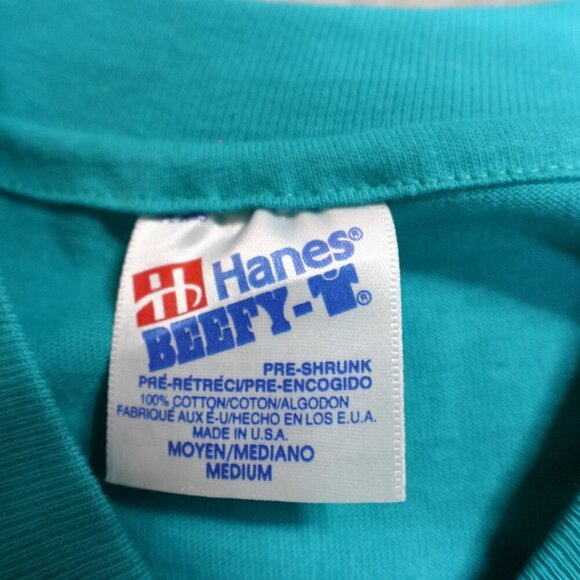 Hanes®
BEEFY-T®
PRE-SHRUNK
PRÉ-RÉTRÉCI/PRE-ENCOGIDO
100% COTTON/COTON/ALGODON
FABRIQUÉ AUX É-U/HECHO EN LOS E.U.A.
MADE IN U.S.A.
MOYEN/MEDIANO
MEDIUM